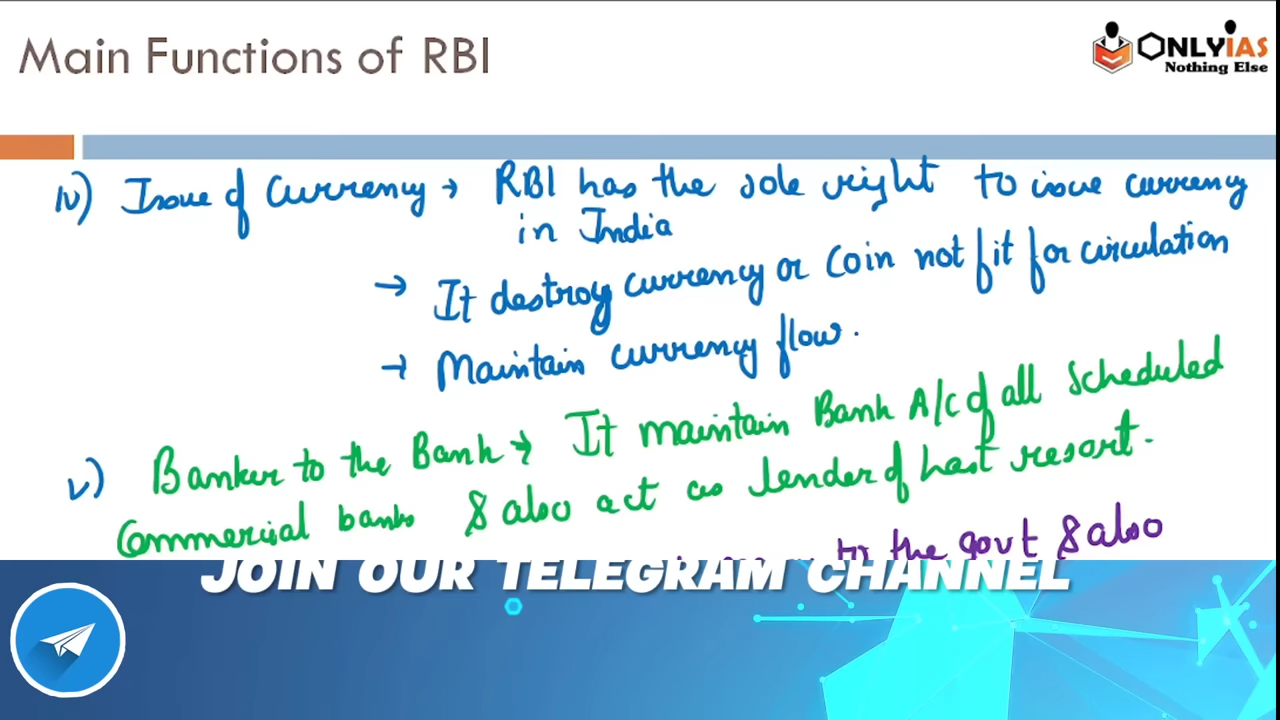 Main Functions of RBI
ONLYIAS
Nothing Else
iv) Issue of Currency → RBI has the sole right to issue currency
in India
→ It destroy currency or coin not fit for circulation
→ Maintain currency flow.
v) Banker to the Bank → It maintain Bank A/C of all scheduled
Commercial banks & also act as lender of last resort.
to the govt & also
JOIN OUR TELEGRAM CHANNEL